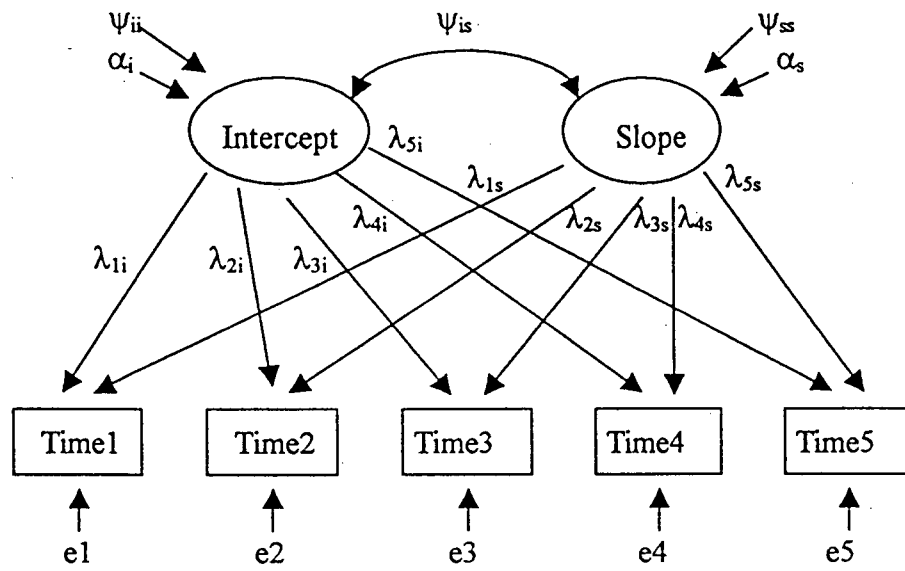 ψii ψis ψss
αi αs
Intercept Slope
λ5i λ1s λ5s
λ4i λ2s λ3s λ4s
λ1i λ2i λ3i
Time1 Time2 Time3 Time4 Time5
e1 e2 e3 e4 e5